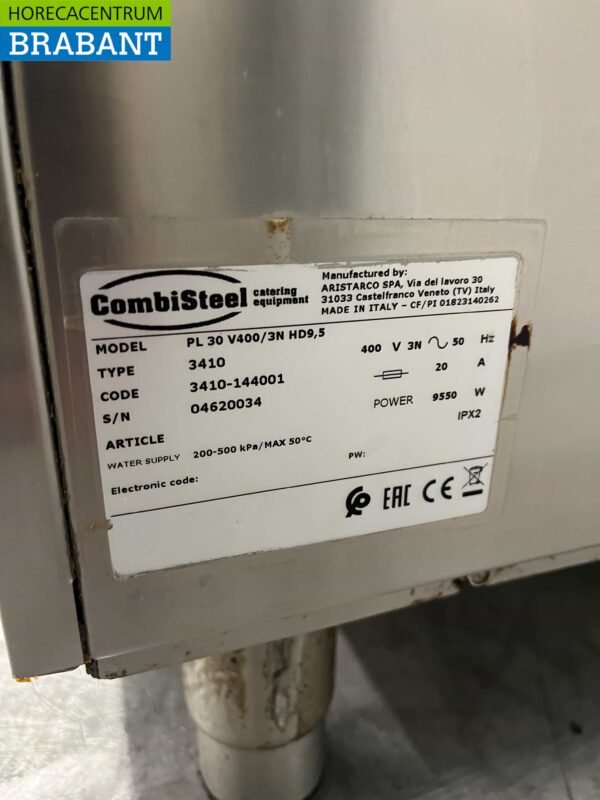 HORECACENTRUM
BRABANT
CombiSteel catering equipment
Manufactured by:
ARISTARCO SPA, Via del lavoro 30
31033 Castelfranco Veneto (TV) Italy
MADE IN ITALY - CF/PI 01823140262
MODEL PL 30 V400/3N HD9,5
TYPE 3410
CODE 3410-144001
S/N 04620034
400 V 3N 50 Hz
20 A
POWER 9550 W
IPX2
ARTICLE
WATER SUPPLY 200-500 kPa/MAX 50°C
PW:
Electronic code:
EAC CE